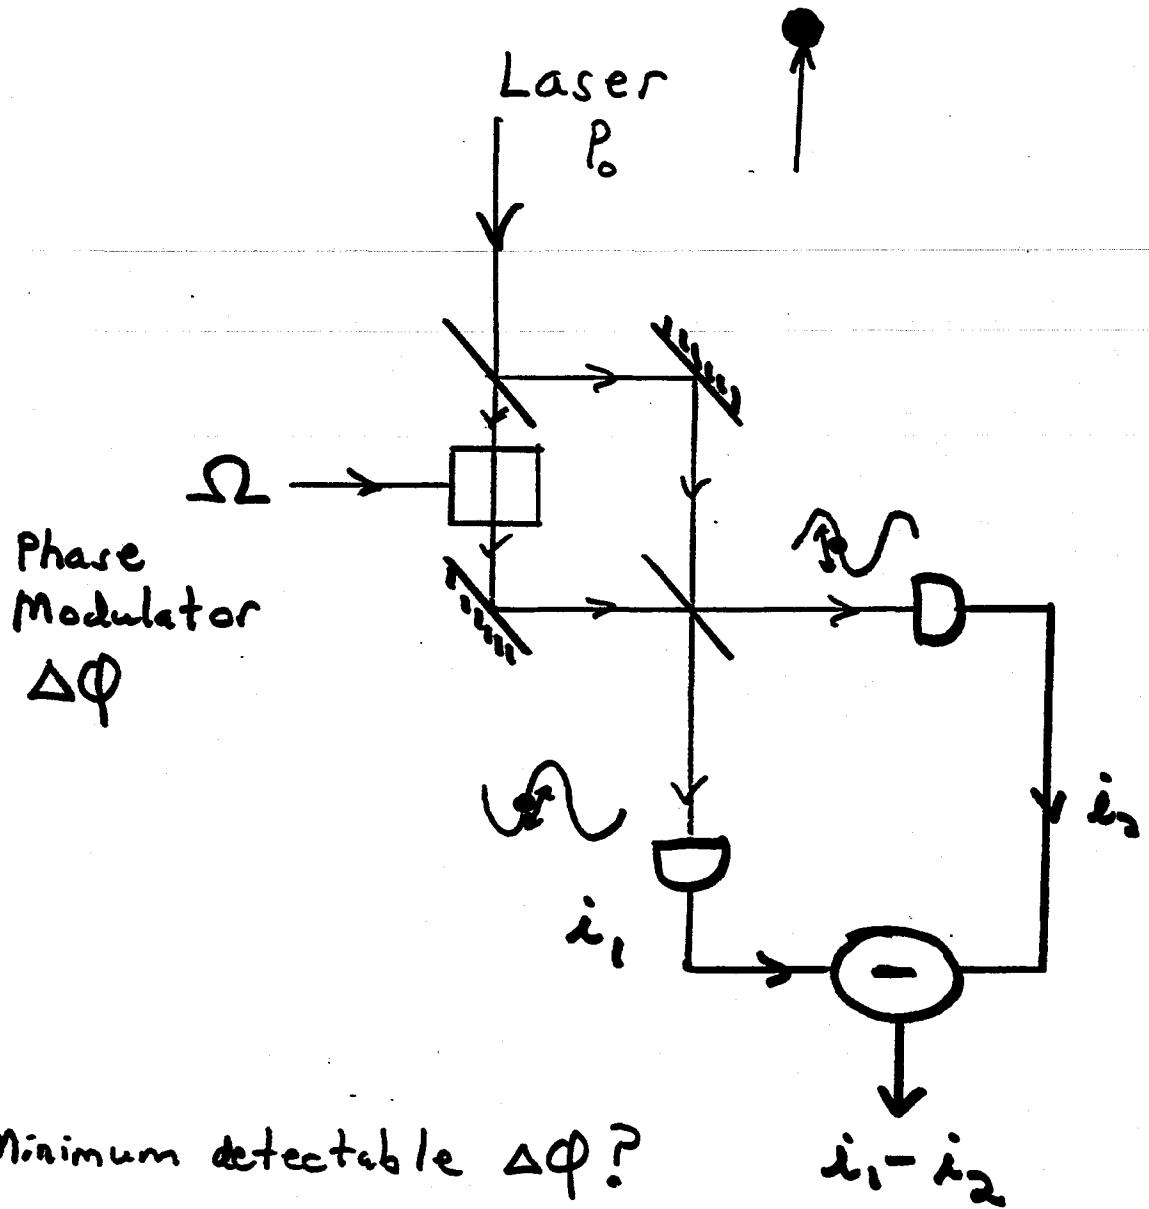 Laser
P₀
Ω
Phase
Modulator
Δφ
i₂
i₁
−
Minimum detectable Δφ?
i₁ − i₂